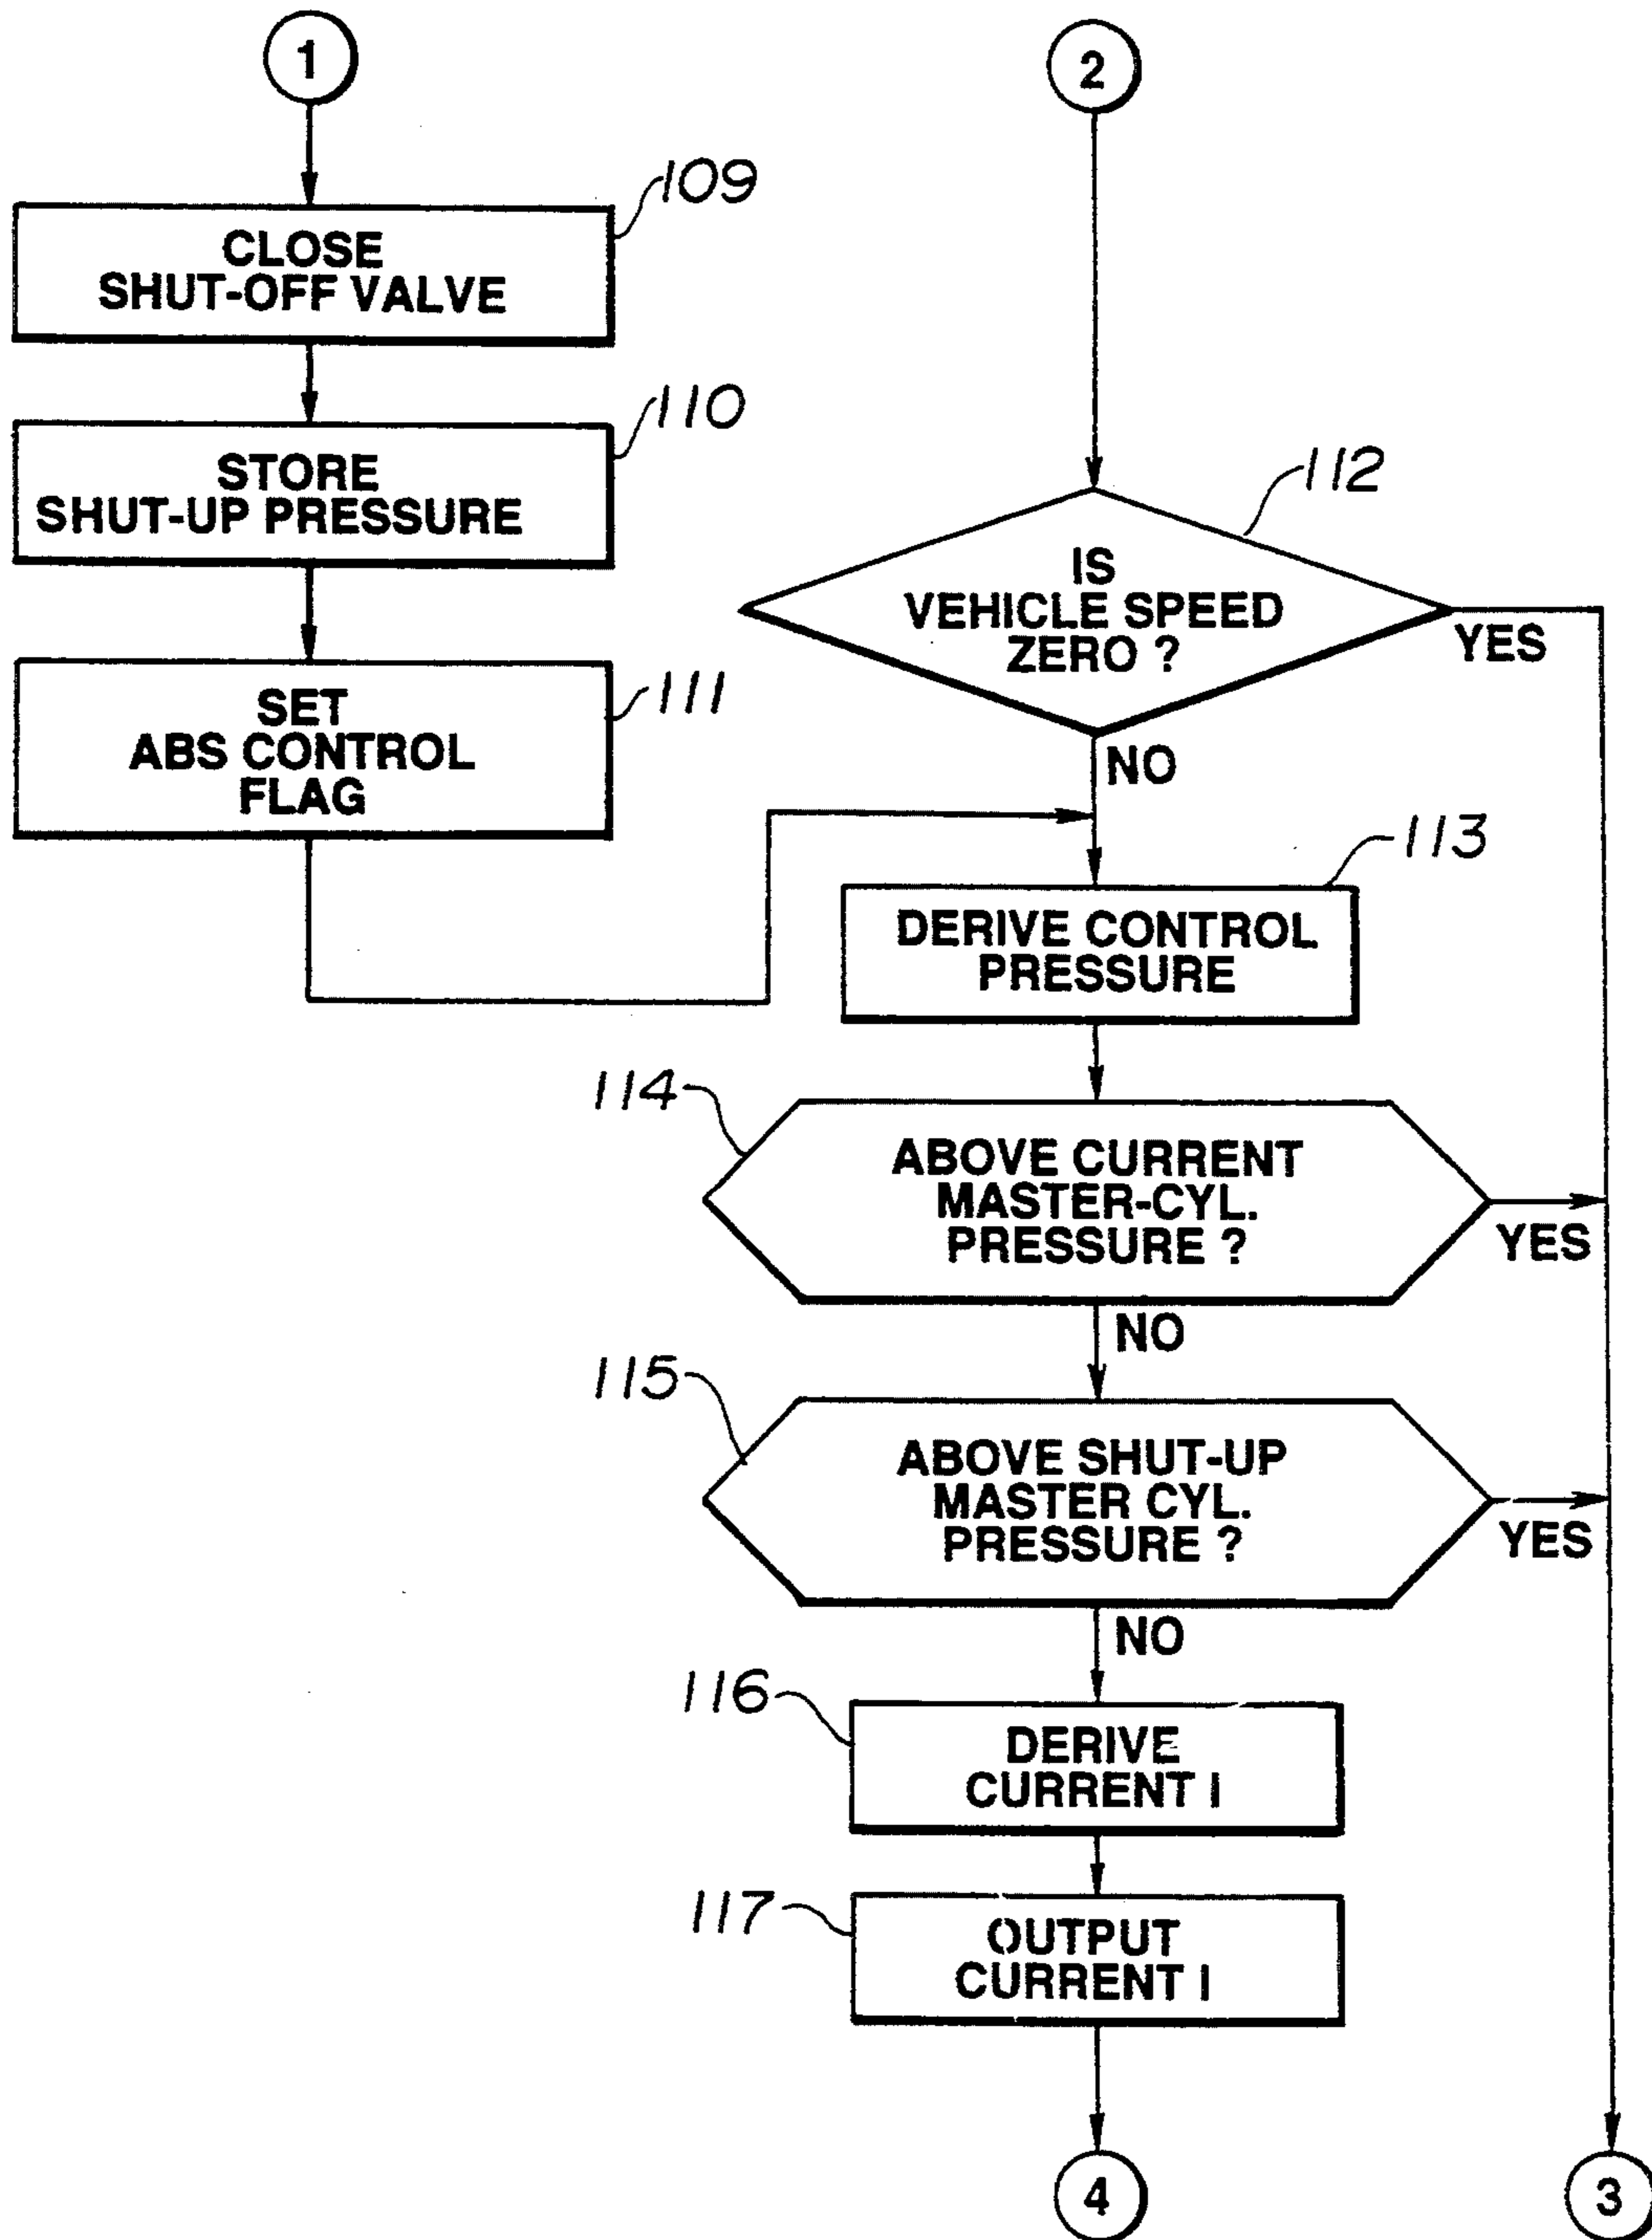 1
2
109
CLOSE
SHUT-OFF VALVE
110
STORE
SHUT-UP PRESSURE
111
SET
ABS CONTROL
FLAG
112
IS
VEHICLE SPEED
ZERO ?
YES
NO
113
DERIVE CONTROL
PRESSURE
114
ABOVE CURRENT
MASTER-CYL.
PRESSURE ?
YES
NO
115
ABOVE SHUT-UP
MASTER CYL.
PRESSURE ?
YES
NO
116
DERIVE
CURRENT I
117
OUTPUT
CURRENT I
4
3